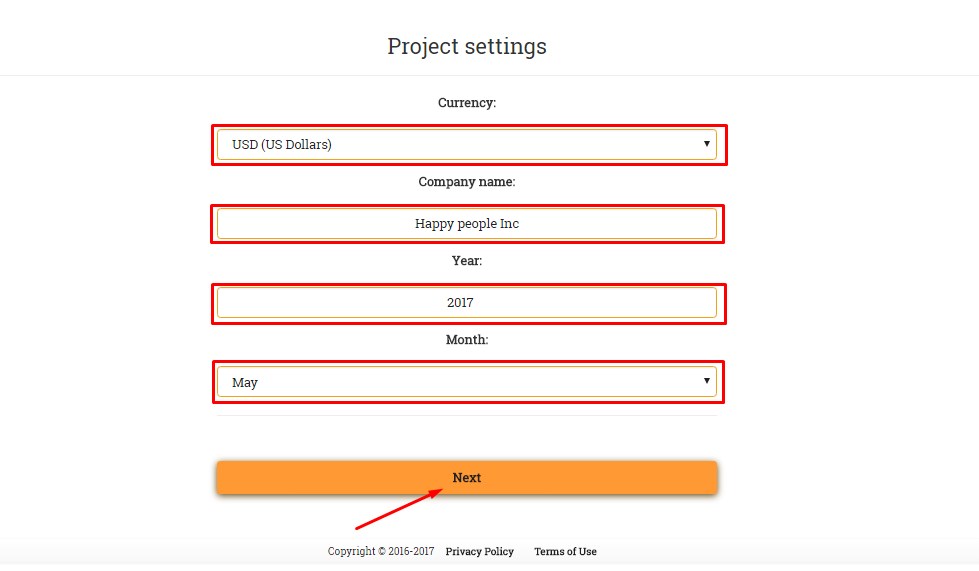 Project settings
Currency:
USD (US Dollars)
Company name:
Happy people Inc
Year:
2017
Month:
May
Next
Copyright © 2016-2017 Privacy Policy Terms of Use